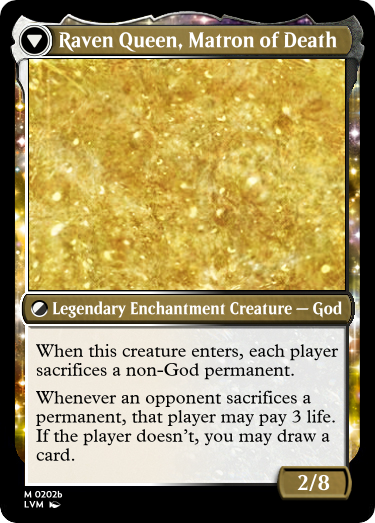 Raven Queen, Matron of Death
Legendary Enchantment Creature — God
When this creature enters, each player
sacrifices a non-God permanent.
Whenever an opponent sacrifices a
permanent, that player may pay 3 life.
If the player doesn't, you may draw a
card.
2/8
M 0202b
LVM